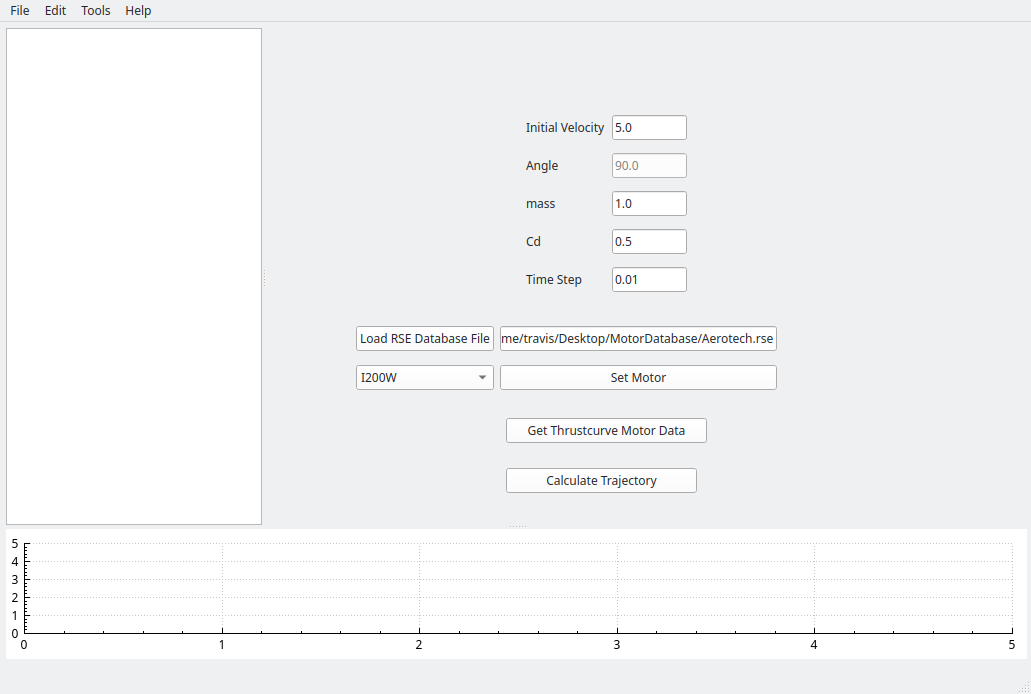 File Edit Tools Help
Initial Velocity 5.0
Angle 90.0
mass 1.0
Cd 0.5
Time Step 0.01
Load RSE Database File me/travis/Desktop/MotorDatabase/Aerotech.rse
I200W Set Motor
Get Thrustcurve Motor Data
Calculate Trajectory
5
4
3
2
1
0
0 1 2 3 4 5